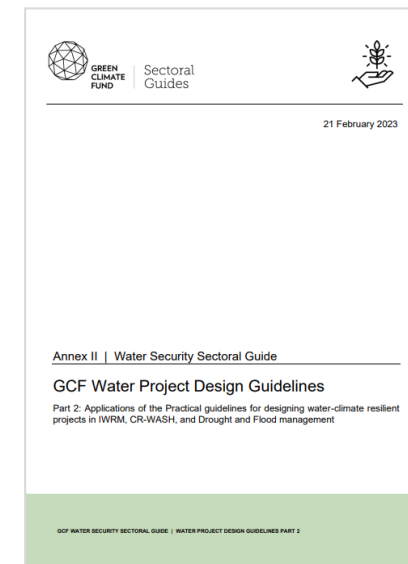 GREEN
CLIMATE
FUND
Sectoral
Guides
21 February 2023
Annex II | Water Security Sectoral Guide
GCF Water Project Design Guidelines
Part 2: Applications of the Practical guidelines for designing water-climate resilient
projects in IWRM, CR-WASH, and Drought and Flood management
GCF WATER SECURITY SECTORAL GUIDE | WATER PROJECT DESIGN GUIDELINES PART 2